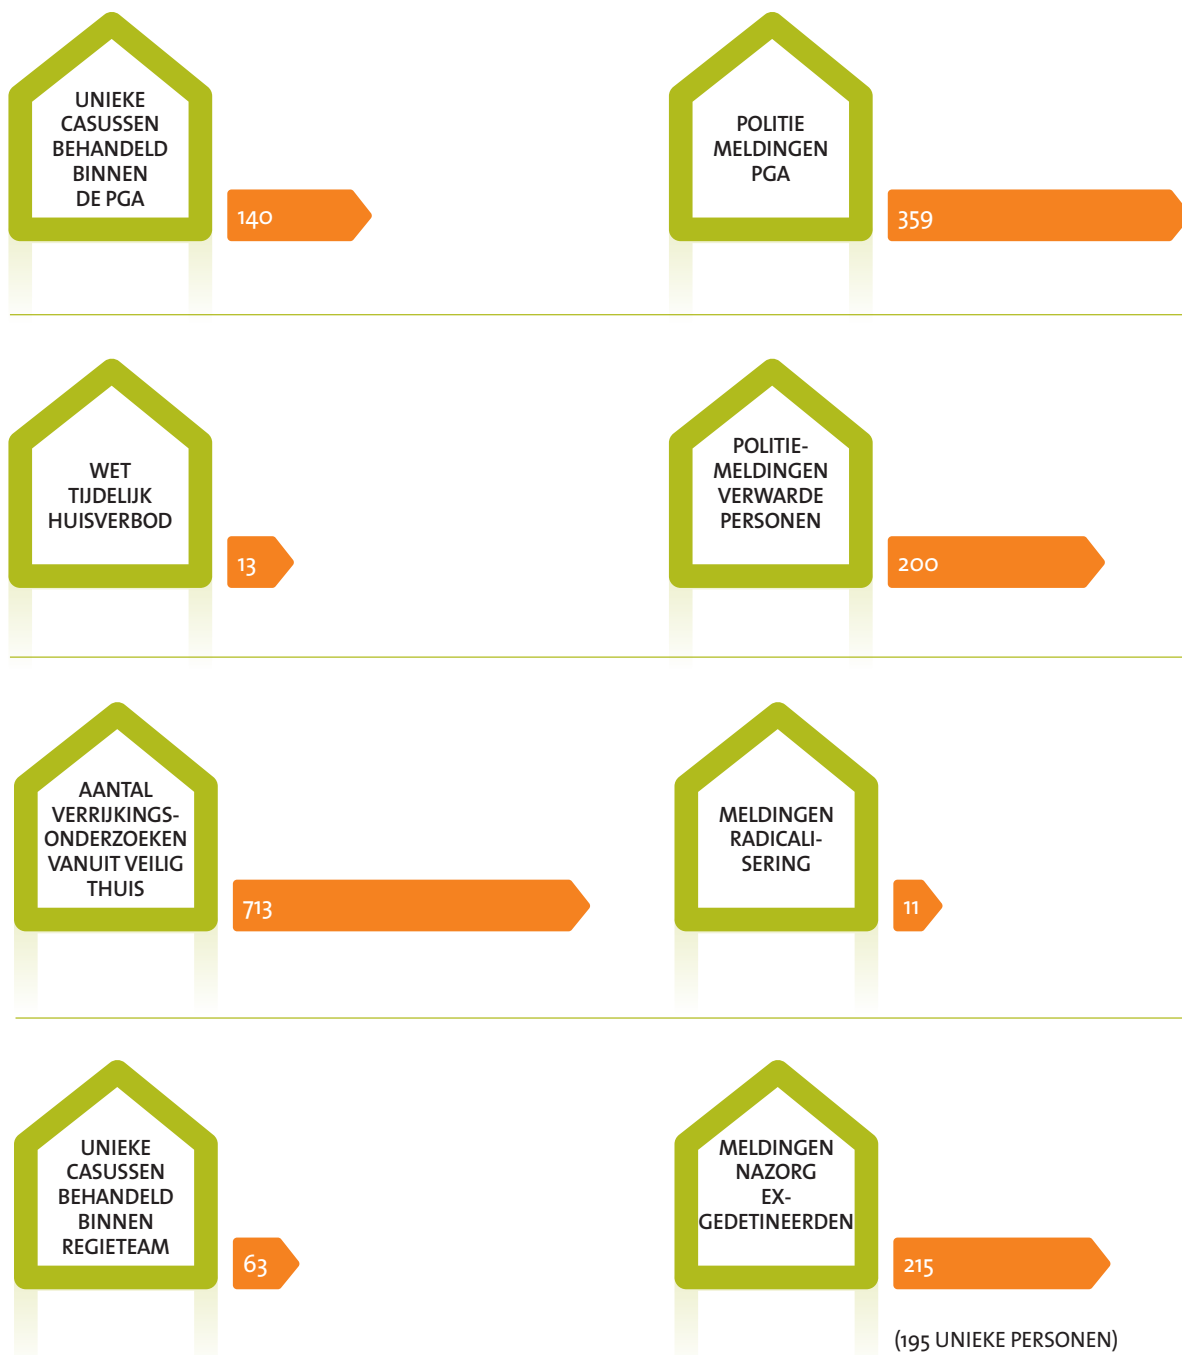 UNIEKE
CASUSSEN
BEHANDELD
BINNEN
DE PGA
140
POLITIE
MELDINGEN
PGA
359
WET
TIJDELIJK
HUISVERBOD
13
POLITIE-
MELDINGEN
VERWARDE
PERSONEN
200
AANTAL
VERRIJKINGS-
ONDERZOEKEN
VANUIT VEILIG
THUIS
713
MELDINGEN
RADICALI-
SERING
11
UNIEKE
CASUSSEN
BEHANDELD
BINNEN
REGIETEAM
63
MELDINGEN
NAZORG
EX-
GEDETINEERDEN
215
(195 UNIEKE PERSONEN)